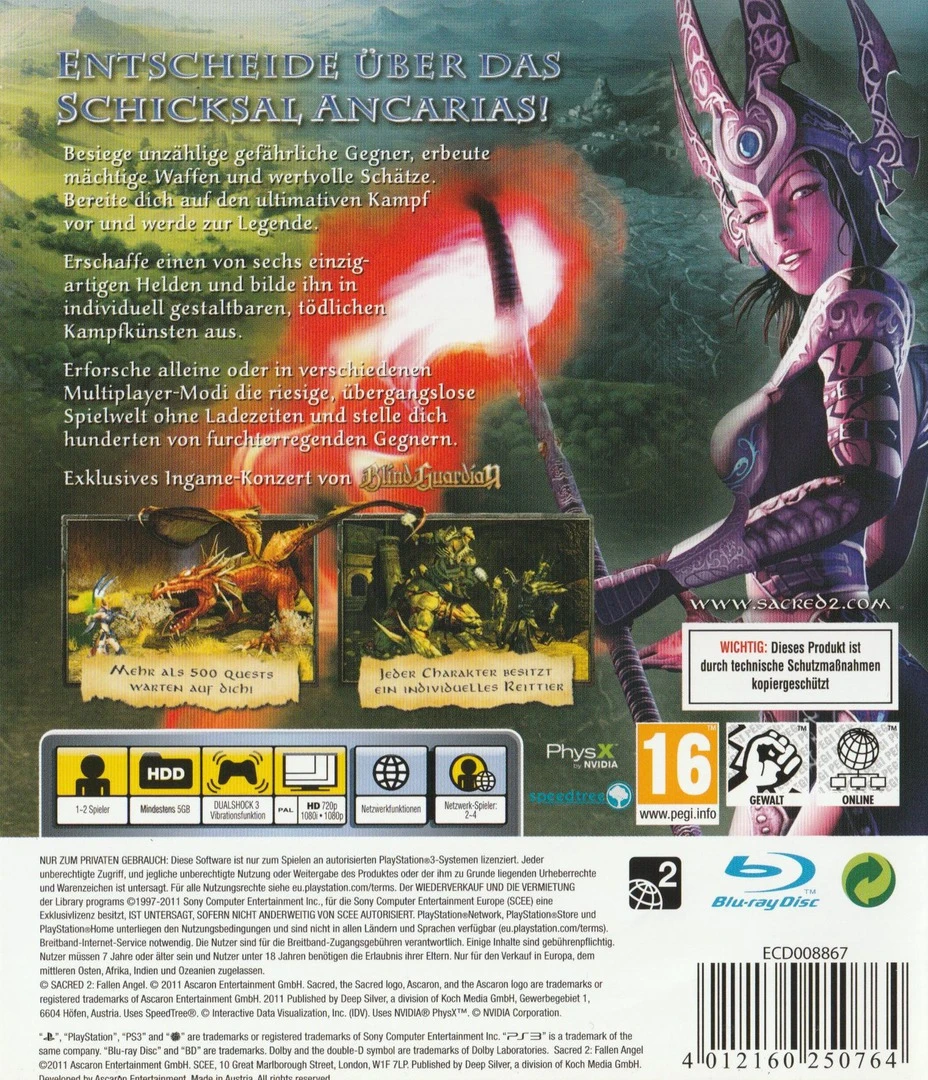 ENTSCHEIDE ÜBER DAS
SCHICKSAL ANCARIAS!
Besiege unzählige gefährliche Gegner, erbeute
mächtige Waffen und wertvolle Schätze.
Bereite dich auf den ultimativen Kampf
vor und werde zur Legende.
Erschaffe einen von sechs einzig-
artigen Helden und bilde ihn in
individuell gestaltbaren, tödlichen
Kampfkünsten aus.
Erforsche alleine oder in verschiedenen
Multiplayer-Modi die riesige, übergangslose
Spielwelt ohne Ladezeiten und stelle dich
hunderten von furchterregenden Gegnern.
Exklusives Ingame-Konzert von Blind Guardian
MEHR ALS 500 QUESTS
WARTEN AUF DICH!
JEDER CHARAKTER BESITZT
EIN INDIVIDUELLES REITTIER
WWW.SACRED2.COM
WICHTIG: Dieses Produkt ist
durch technische Schutzmaßnahmen
kopiergeschützt
1-2 Spieler
HDD
Mindestens 5GB
DUALSHOCK 3
Vibrationsfunktion
PAL HD 720p
1080i • 1080p
Netzwerkfunktionen
Netzwerk-Spieler:
2-4
PhysX™
by NVIDIA
speedtree
16™
www.pegi.info
GEWALT
ONLINE
NUR ZUM PRIVATEN GEBRAUCH: Diese Software ist nur zum Spielen an autorisierten PlayStation®3-Systemen lizenziert. Jeder
unberechtigte Zugriff, und jegliche unberechtigte Nutzung oder Weitergabe des Produktes oder der ihm zu Grunde liegenden Urheberrechte
und Warenzeichen ist untersagt. Für alle Nutzungsrechte siehe eu.playstation.com/terms. Der WIEDERVERKAUF UND DIE VERMIETUNG
der Library programs ©1997-2011 Sony Computer Entertainment Inc., für die Sony Computer Entertainment Europe (SCEE) eine
Exklusivlizenz besitzt, IST UNTERSAGT, SOFERN NICHT ANDERWEITIG VON SCEE AUTORISIERT. PlayStation®Network, PlayStation®Store und
PlayStation®Home unterliegen den Nutzungsbedingungen und sind nicht in allen Ländern und Sprachen verfügbar (eu.playstation.com/terms).
Breitband-Internet-Service notwendig. Die Nutzer sind für die Breitband-Zugangsgebühren verantwortlich. Einige Inhalte sind gebührenpflichtig.
Nutzer müssen 7 Jahre oder älter sein und Nutzer unter 18 Jahren benötigen die Erlaubnis ihrer Eltern. Nur für den Verkauf in Europa, dem
mittleren Osten, Afrika, Indien und Ozeanien zugelassen.
© SACRED 2: Fallen Angel. © 2011 Ascaron Entertainment GmbH. Sacred, the Sacred logo, Ascaron, and the Ascaron logo are trademarks or
registered trademarks of Ascaron Entertainment GmbH. 2011 Published by Deep Silver, a division of Koch Media GmbH, Gewerbegebiet 1,
6604 Höfen, Austria. Uses SpeedTree®. © Interactive Data Visualization, Inc. (IDV). Uses NVIDIA® PhysX™. © NVIDIA Corporation.
" ", "PlayStation", "PS3" and " " are trademarks or registered trademarks of Sony Computer Entertainment Inc. "PS3" is a trademark of the
same company. "Blu-ray Disc" and "BD" are trademarks. Dolby and the double-D symbol are trademarks of Dolby Laboratories. Sacred 2: Fallen Angel
©2011 Ascaron Entertainment GmbH. SCEE, 10 Great Marlborough Street, London, W1F 7LP. Published by Deep Silver, a division of Koch Media GmbH.
Developed by Ascaron Entertainment. Made in Austria. All rights reserved.
2
Blu-ray Disc™
ECD008867
4 012160 250764